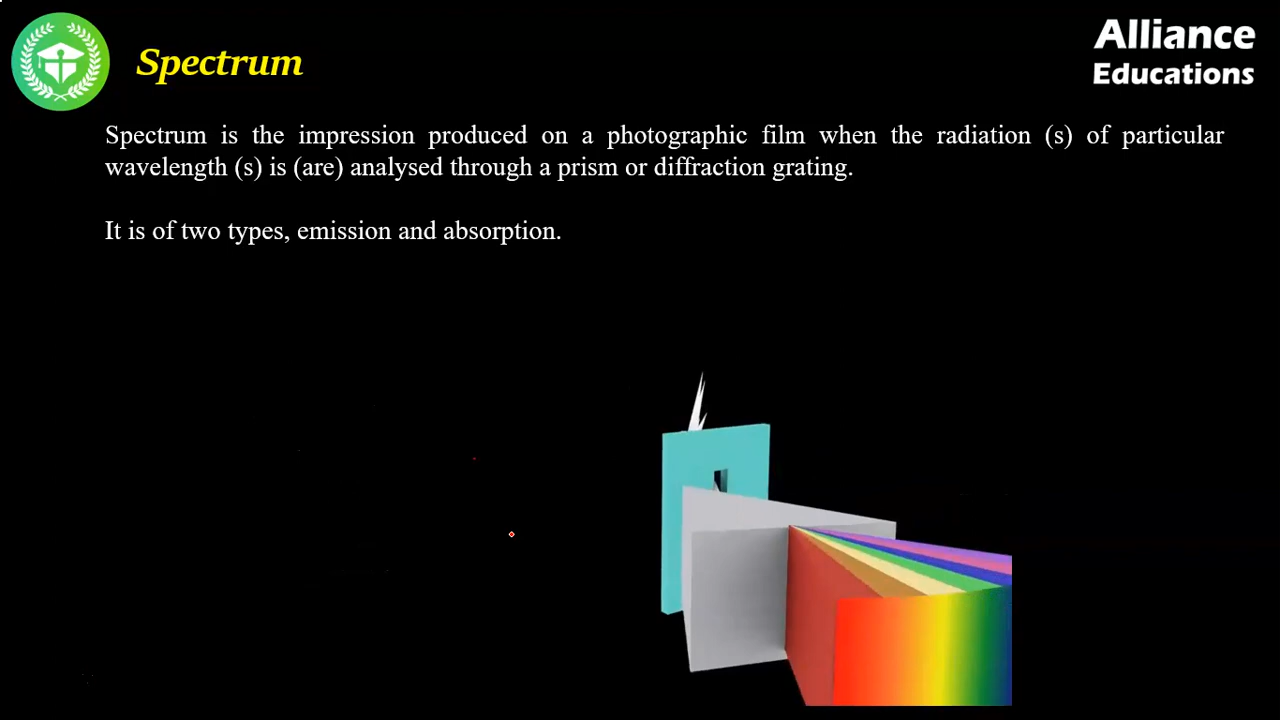 Spectrum
Alliance
Educations
Spectrum is the impression produced on a photographic film when the radiation (s) of particular
wavelength (s) is (are) analysed through a prism or diffraction grating.
It is of two types, emission and absorption.